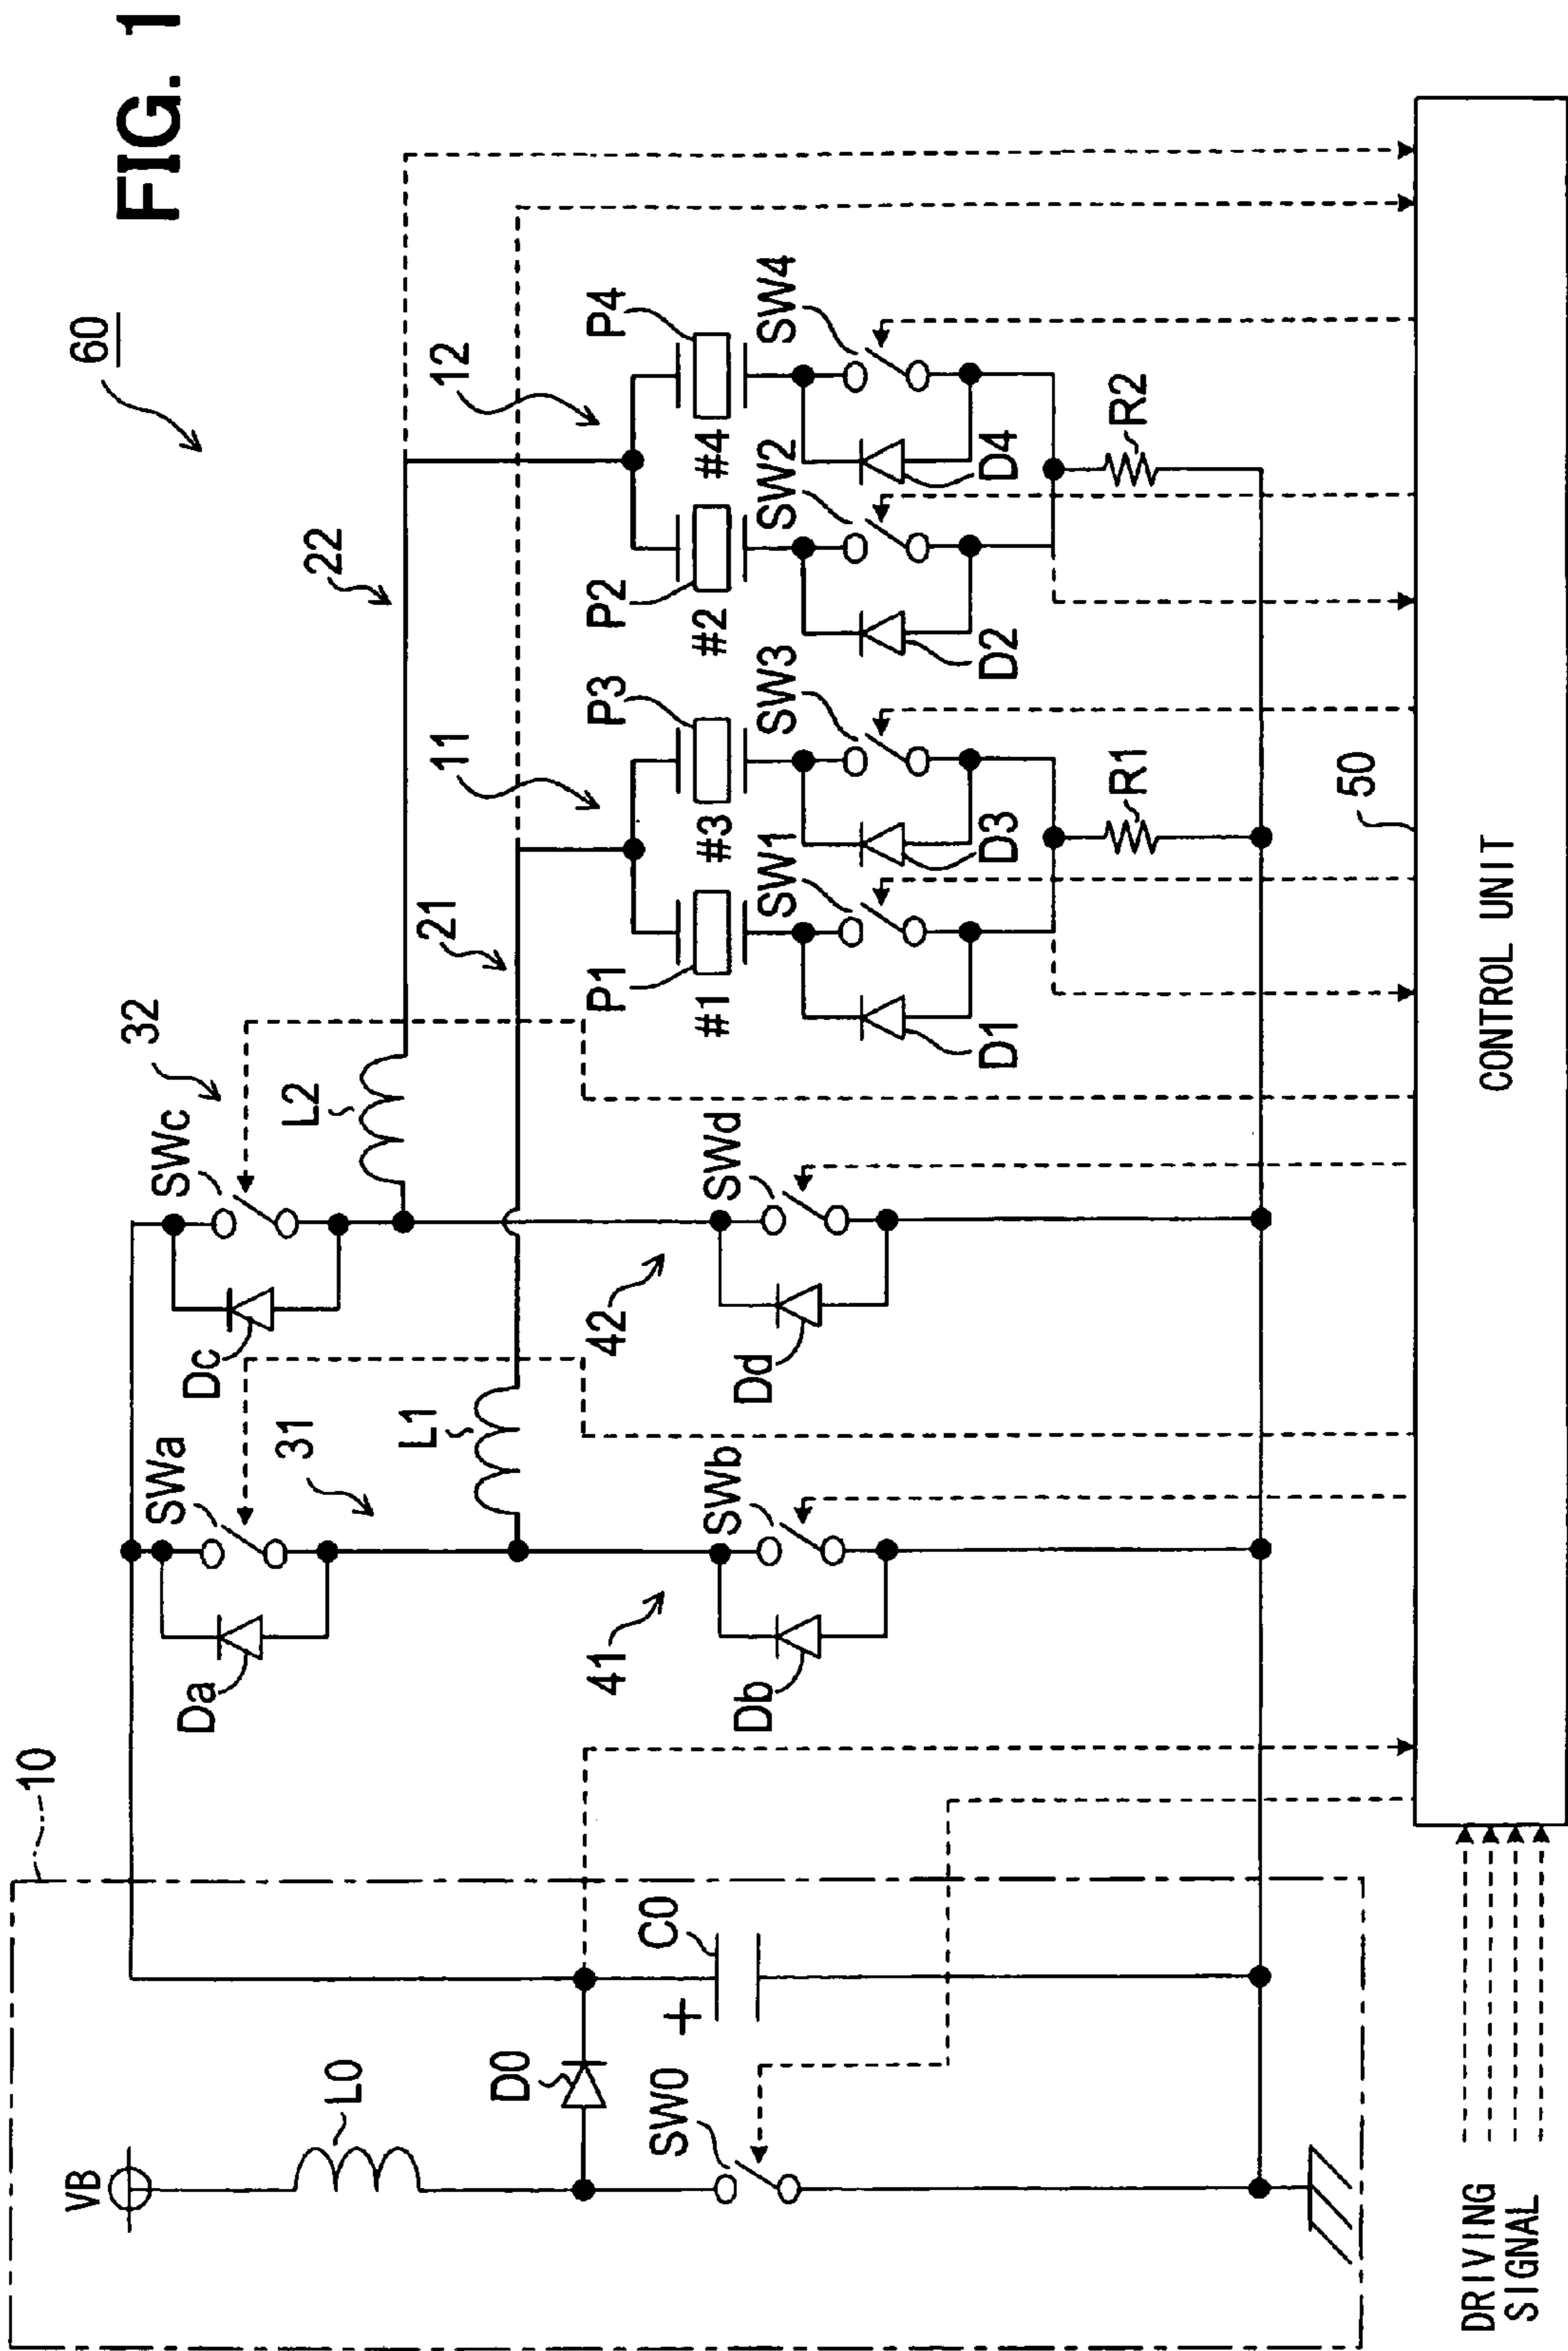 FIG. 1
60
10
VB
L0
D0
SW0
C0
+
SWa
Da
31
SWc
Dc
32
L1
L2
21
22
SWb
Db
41
SWd
Dd
42
11
P1
#1
P3
#3
SW1
D1
SW3
D3
R1
12
P2
#2
P4
#4
SW2
D2
SW4
D4
R2
50
CONTROL UNIT
DRIVING
SIGNAL